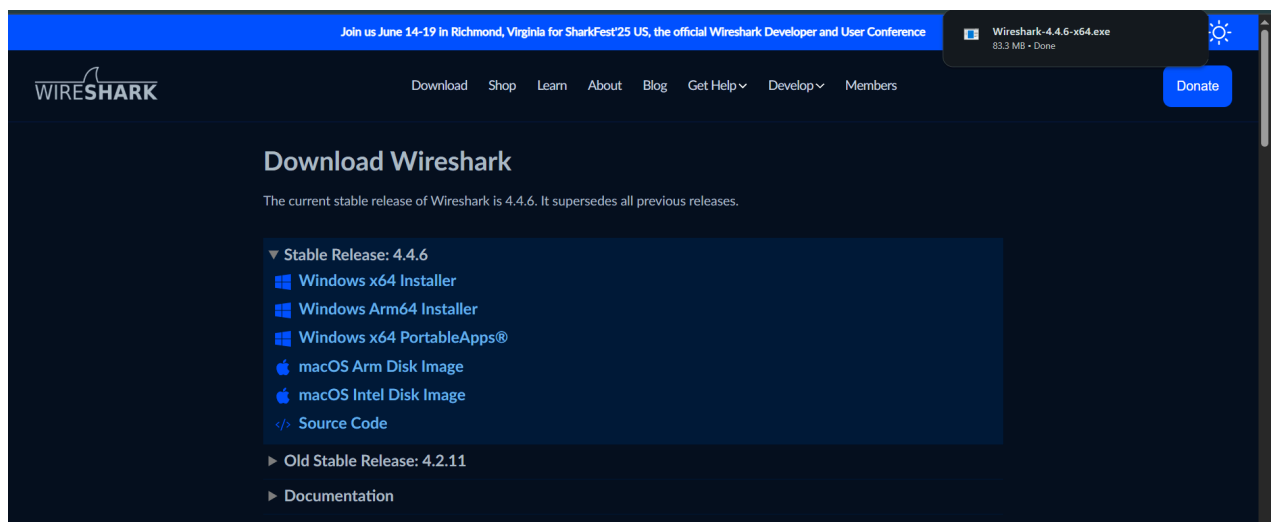 Join us June 14-19 in Richmond, Virginia for SharkFest'25 US, the official Wireshark Developer and User Conference
Wireshark-4.4.6-x64.exe
83.3 MB • Done
WIRESHARK
Download Shop Learn About Blog Get Help Develop Members
Donate
Download Wireshark
The current stable release of Wireshark is 4.4.6. It supersedes all previous releases.
Stable Release: 4.4.6
Windows x64 Installer
Windows Arm64 Installer
Windows x64 PortableApps®
macOS Arm Disk Image
macOS Intel Disk Image
</> Source Code
Old Stable Release: 4.2.11
Documentation